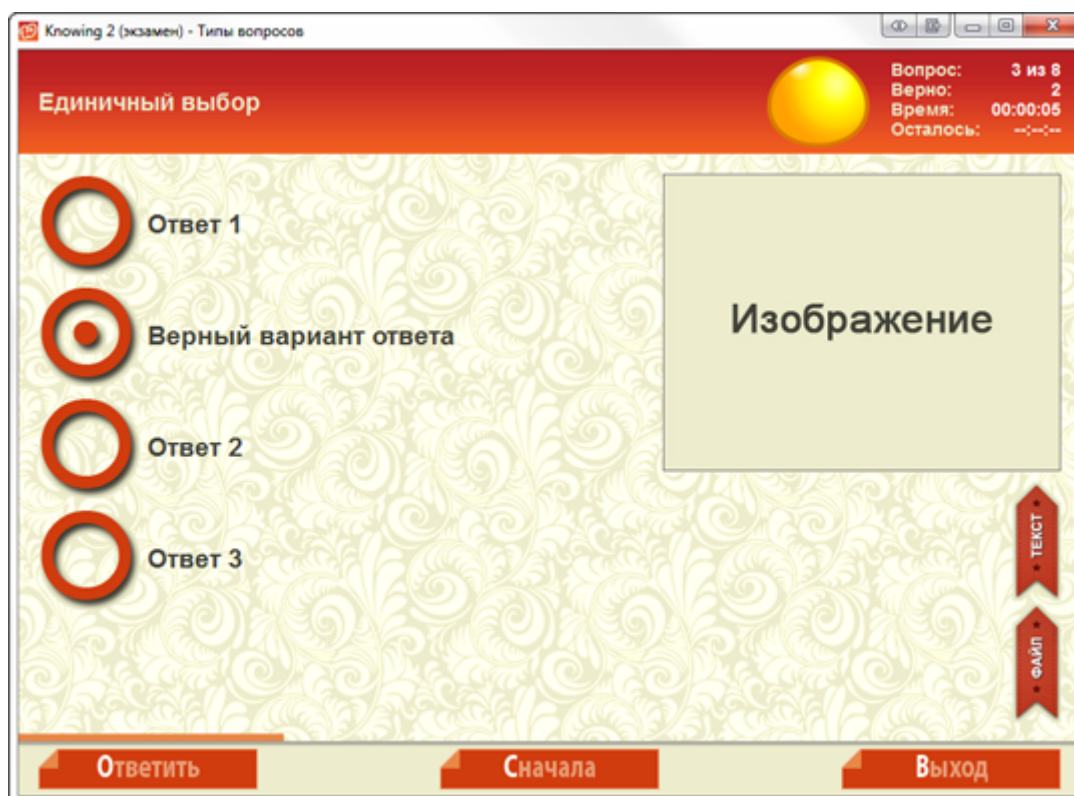 Knowing 2 (экзамен) - Типы вопросов
Единичный выбор
Вопрос: 3 из 8
Верно: 2
Время: 00:00:05
Осталось: --:--:--
Ответ 1
Верный вариант ответа
Ответ 2
Ответ 3
Изображение
ТЕКСТ
ФАЙЛ
Ответить
Сначала
Выход